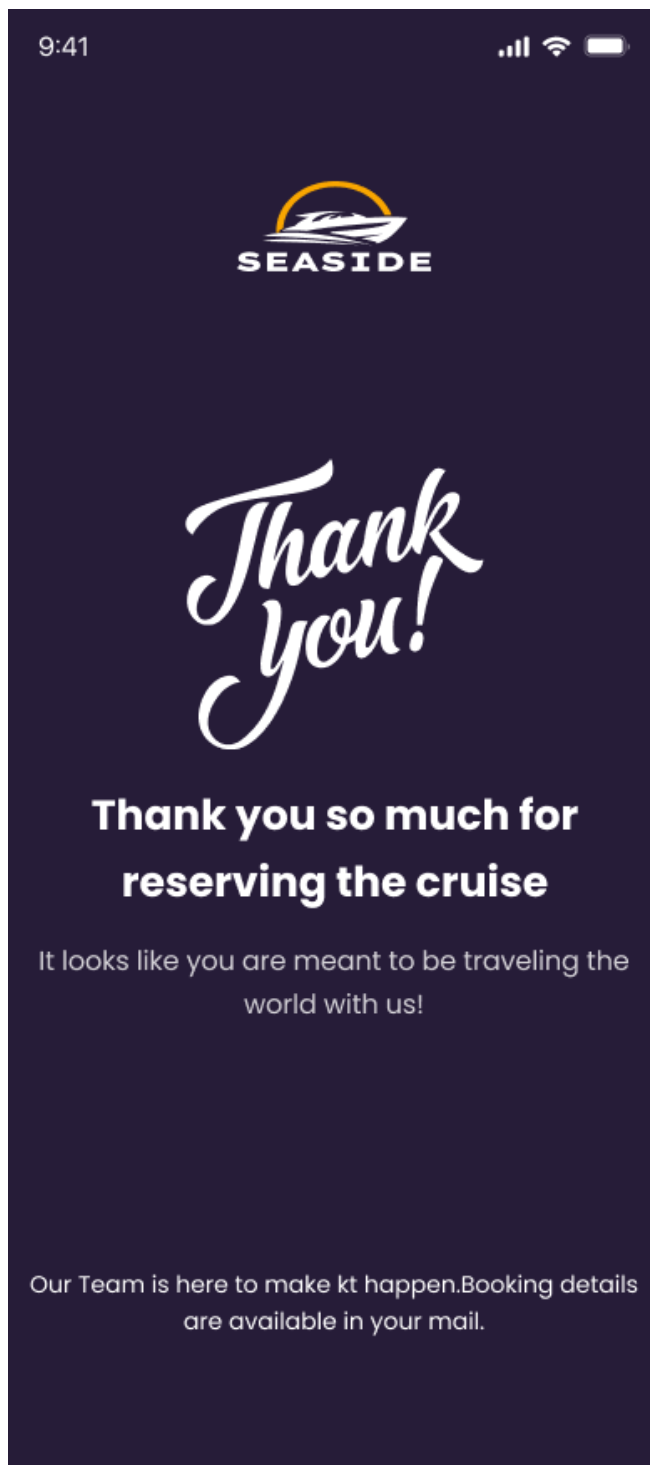 9:41
SEASIDE
Thank
you!
Thank you so much for
reserving the cruise
It looks like you are meant to be traveling the
world with us!
Our Team is here to make kt happen.Booking details
are available in your mail.